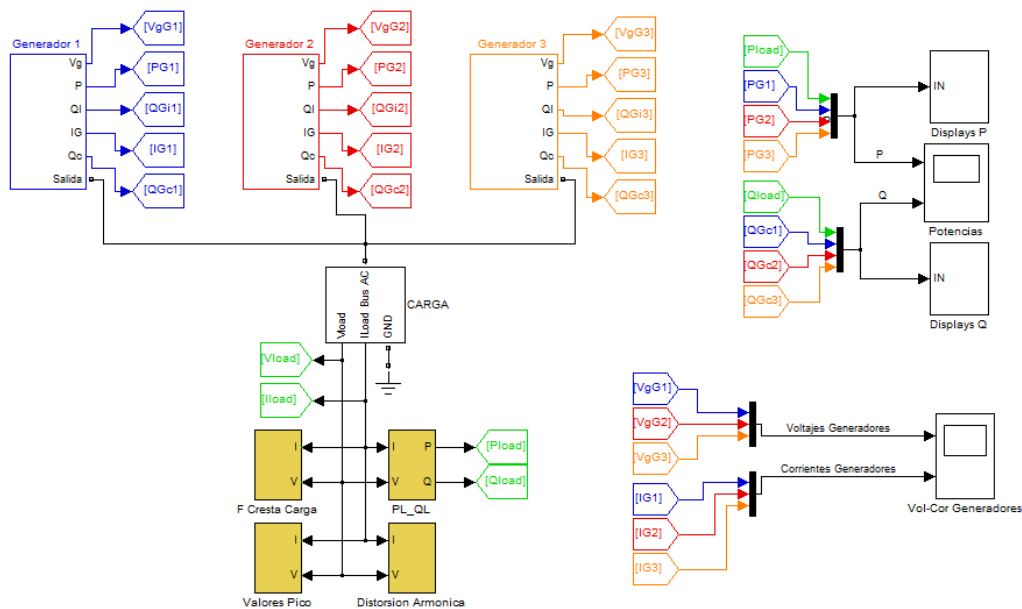 Generador 1
Vg
P
QI
IG
Qc
Salida
[VgG1]
[PG1]
[QGi1]
[IG1]
[QGc1]
Generador 2
Vg
P
QI
IG
Qc
Salida
[VgG2]
[PG2]
[QGi2]
[IG2]
[QGc2]
Generador 3
Vg
P
QI
IG
Qc
Salida
[VgG3]
[PG3]
[QGi3]
[IG3]
[QGc3]
Bus AC
Vload
ILoad
GND
CARGA
[Vload]
[Iload]
I
V
F Cresta Carga
I
V
P
Q
PL_QL
[Pload]
[Qload]
I
V
Valores Pico
I
V
Distorsion Armonica
[Pload]
[PG1]
[PG2]
[PG3]
IN
Displays P
P
Q
Potencias
[Qload]
[QGc1]
[QGc2]
[QGc3]
IN
Displays Q
[VgG1]
[VgG2]
[VgG3]
Voltajes Generadores
[IG1]
[IG2]
[IG3]
Corrientes Generadores
Vol-Cor Generadores